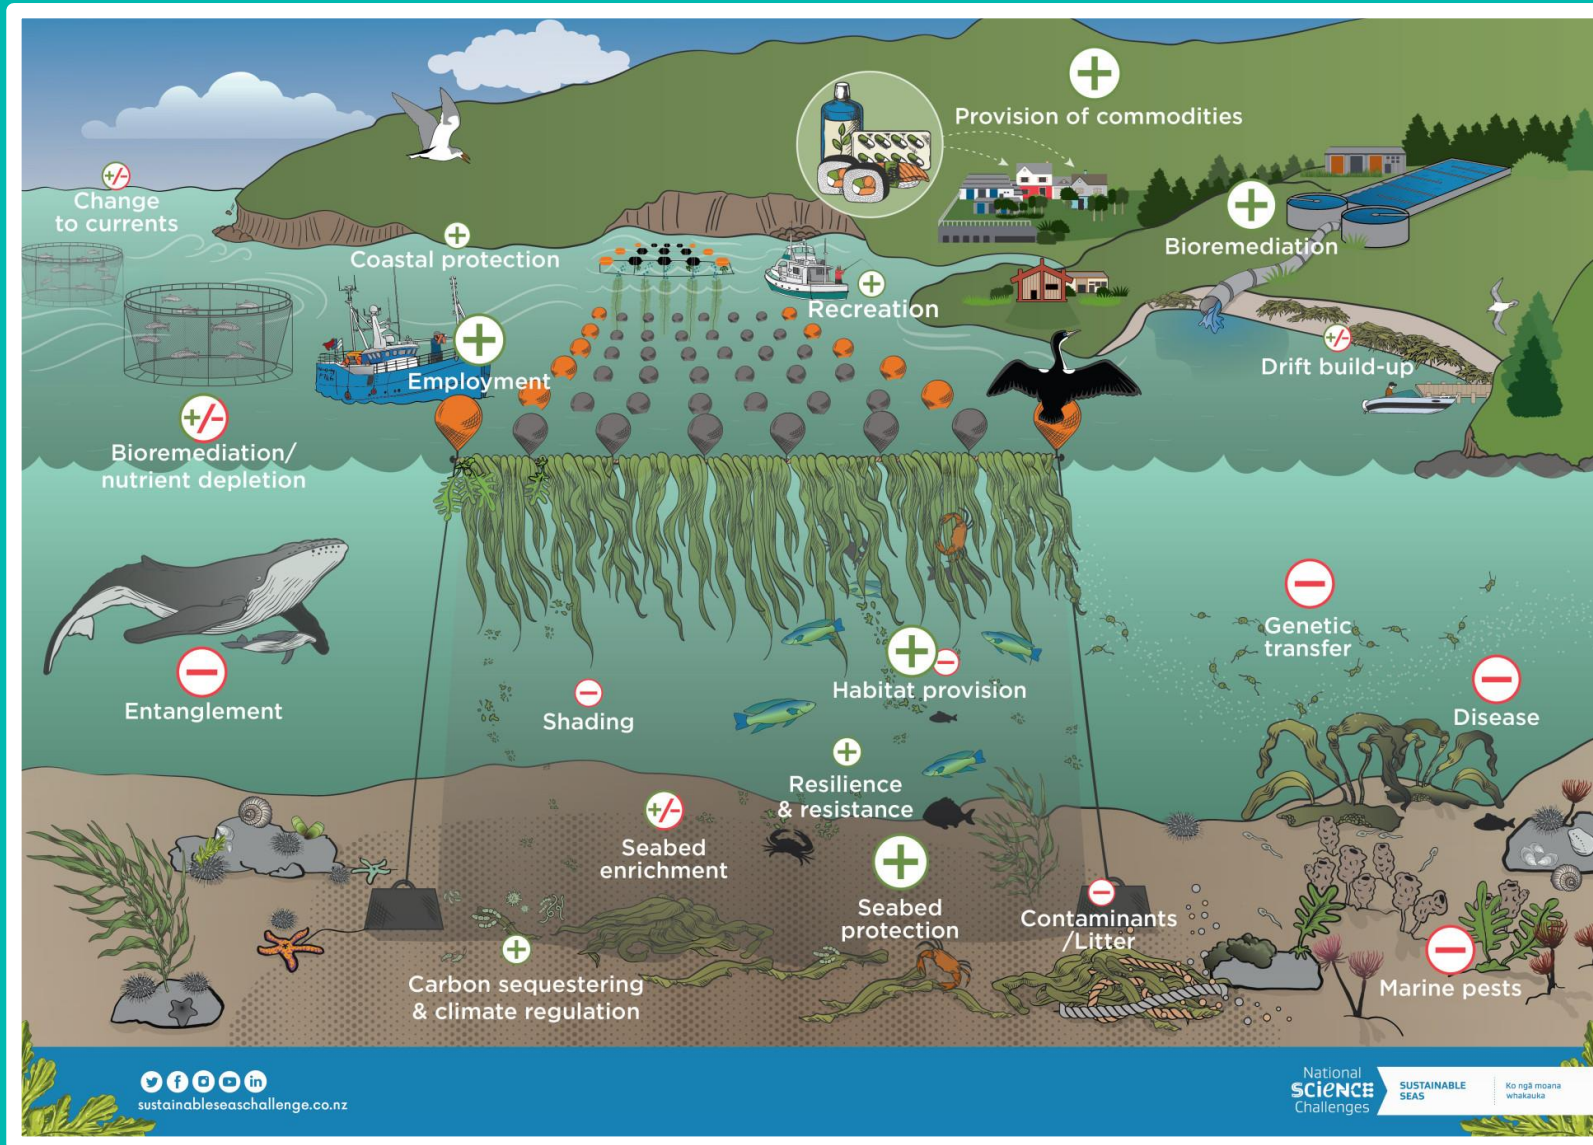 +
Provision of commodities
+/-
Change
to currents
+
Bioremediation
+
Coastal protection
+
Recreation
+
Employment
+/-
Drift build-up
+/-
Bioremediation/
nutrient depletion
−
Genetic
transfer
−
Entanglement
−
Shading
+ −
Habitat provision
−
Disease
+
Resilience
& resistance
+/-
Seabed
enrichment
+
Seabed
protection
−
Contaminants
/Litter
+
Carbon sequestering
& climate regulation
−
Marine pests
sustainableseaschallenge.co.nz
National
SCIENCE
Challenges
SUSTAINABLE
SEAS
Ko ngā moana
whakauka